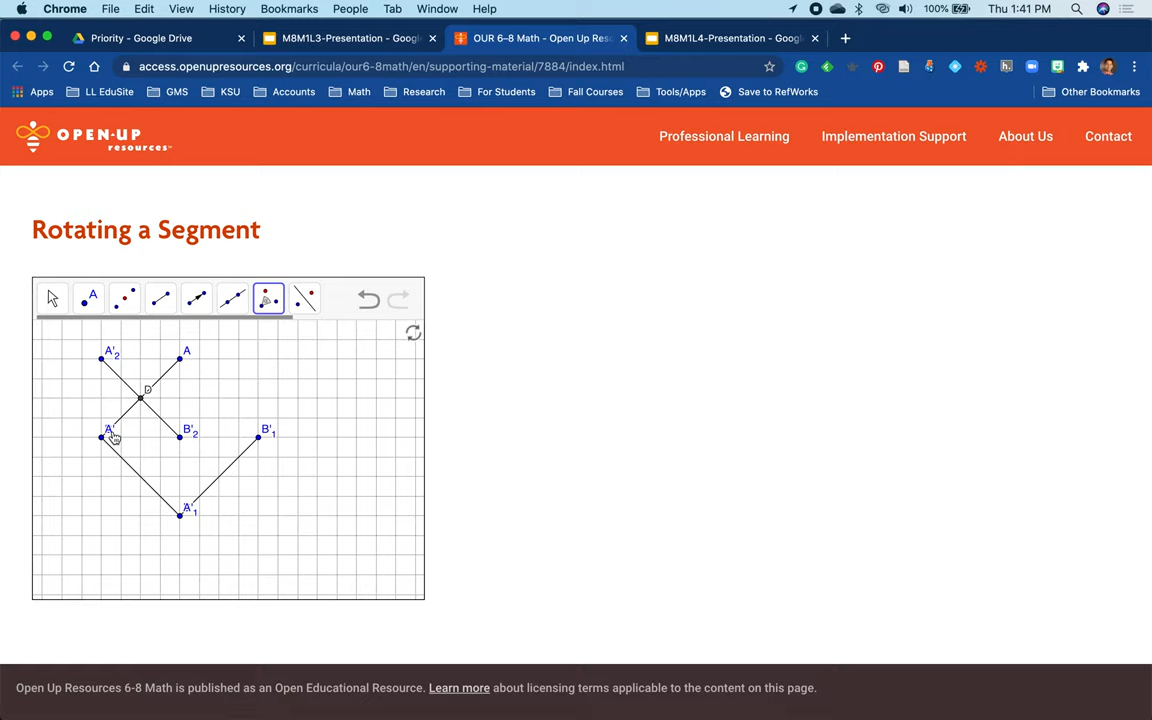 Chrome File Edit View History Bookmarks People Tab Window Help 100% Thu 1:41 PM
Priority - Google Drive M8M1L3-Presentation - Googl OUR 6–8 Math - Open Up Reso M8M1L4-Presentation - Googl
access.openupresources.org/curricula/our6-8math/en/supporting-material/7884/index.html
Apps LL EduSite GMS KSU Accounts Math Research For Students Fall Courses Tools/Apps Save to RefWorks Other Bookmarks
OPEN-UP resources Professional Learning Implementation Support About Us Contact
Rotating a Segment
A
A'2 A
D
A' B'2 B'1
A'1
Open Up Resources 6-8 Math is published as an Open Educational Resource. Learn more about licensing terms applicable to the content on this page.